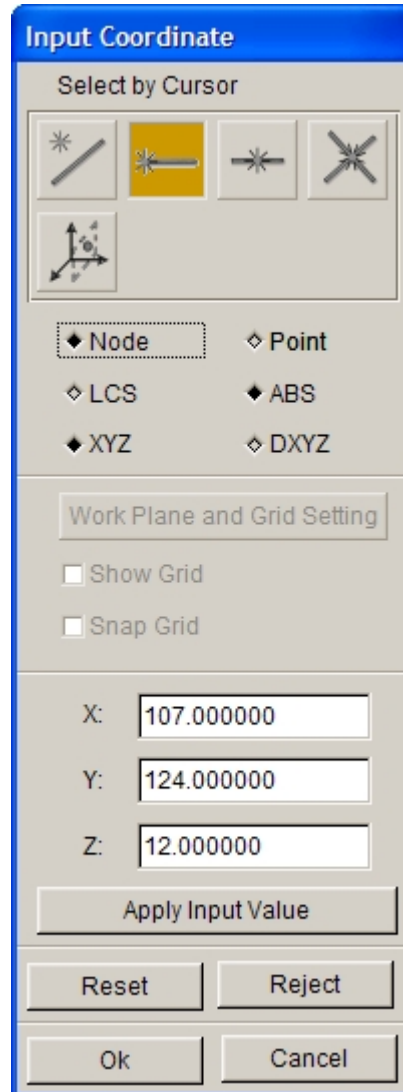 Input Coordinate
Select by Cursor
Node Point
LCS ABS
XYZ DXYZ
Work Plane and Grid Setting
Show Grid
Snap Grid
X: 107.000000
Y: 124.000000
Z: 12.000000
Apply Input Value
Reset Reject
Ok Cancel